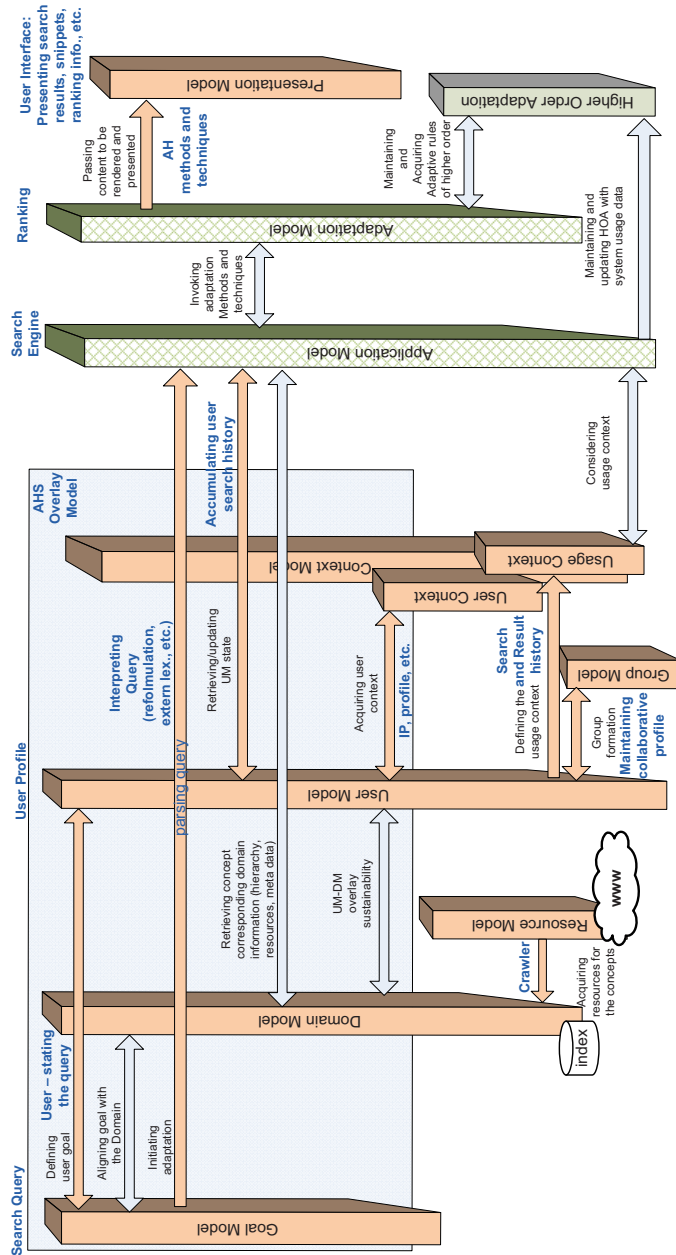 Search Query
User – stating
the query
User Profile
AHS
Overlay
Model
Search
Engine
Ranking
User Interface:
Presenting search
results, snippets,
ranking info., etc.
Defining
user goal
Aligning goal with
the Domain
Initiating
adaptation
Interpreting
Query
(refolmulation,
extern lex., etc.)
parsing query
Accumulating user
search history
Retrieving/updating
UM state
Retrieving concept
corresponding domain
information (hierarchy,
resources, meta data)
UM-DM
overlay
sustainability
Acquiring user
context
IP, profile, etc.
Search
and Result
history
Defining the
usage context
Group
formation
Maintaining
collaborative
profile
Crawler
Acquiring
resources for
the concepts
index
www
Considering
usage context
Invoking
adaptation
Methods and
techniques
Passing
content to be
rendered and
presented
AH
methods and
techniques
Maintaining
and
Acquiring
Adaptive rules
of higher order
Maintaining and
updating HOA with
system usage data
Goal Model
Domain Model
Resource Model
User Model
Group Model
User Context
Context Model
Usage Context
Application Model
Adaptation Model
Presentation Model
Higher Order Adaptation